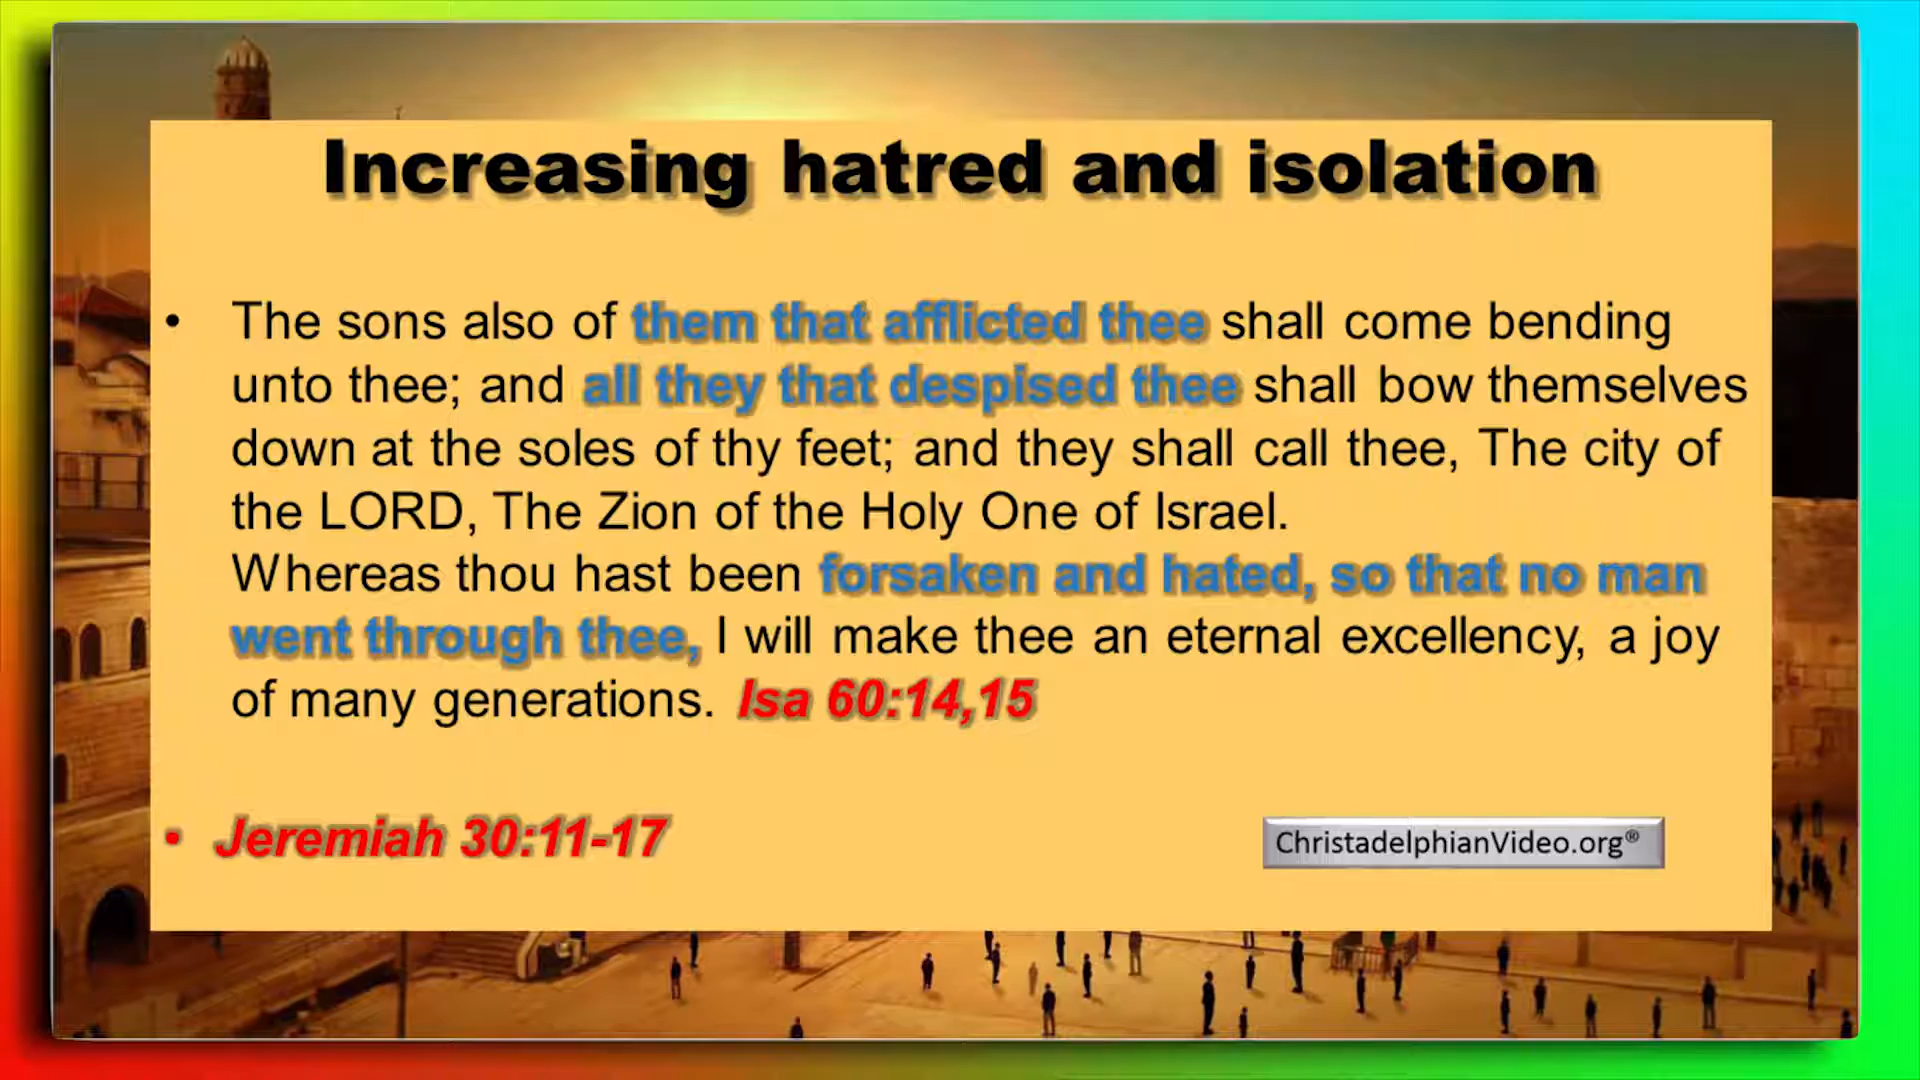 Increasing hatred and isolation
• The sons also of them that afflicted thee shall come bending
unto thee; and all they that despised thee shall bow themselves
down at the soles of thy feet; and they shall call thee, The city of
the LORD, The Zion of the Holy One of Israel.
Whereas thou hast been forsaken and hated, so that no man
went through thee, I will make thee an eternal excellency, a joy
of many generations. Isa 60:14,15
• Jeremiah 30:11-17
ChristadelphianVideo.org®